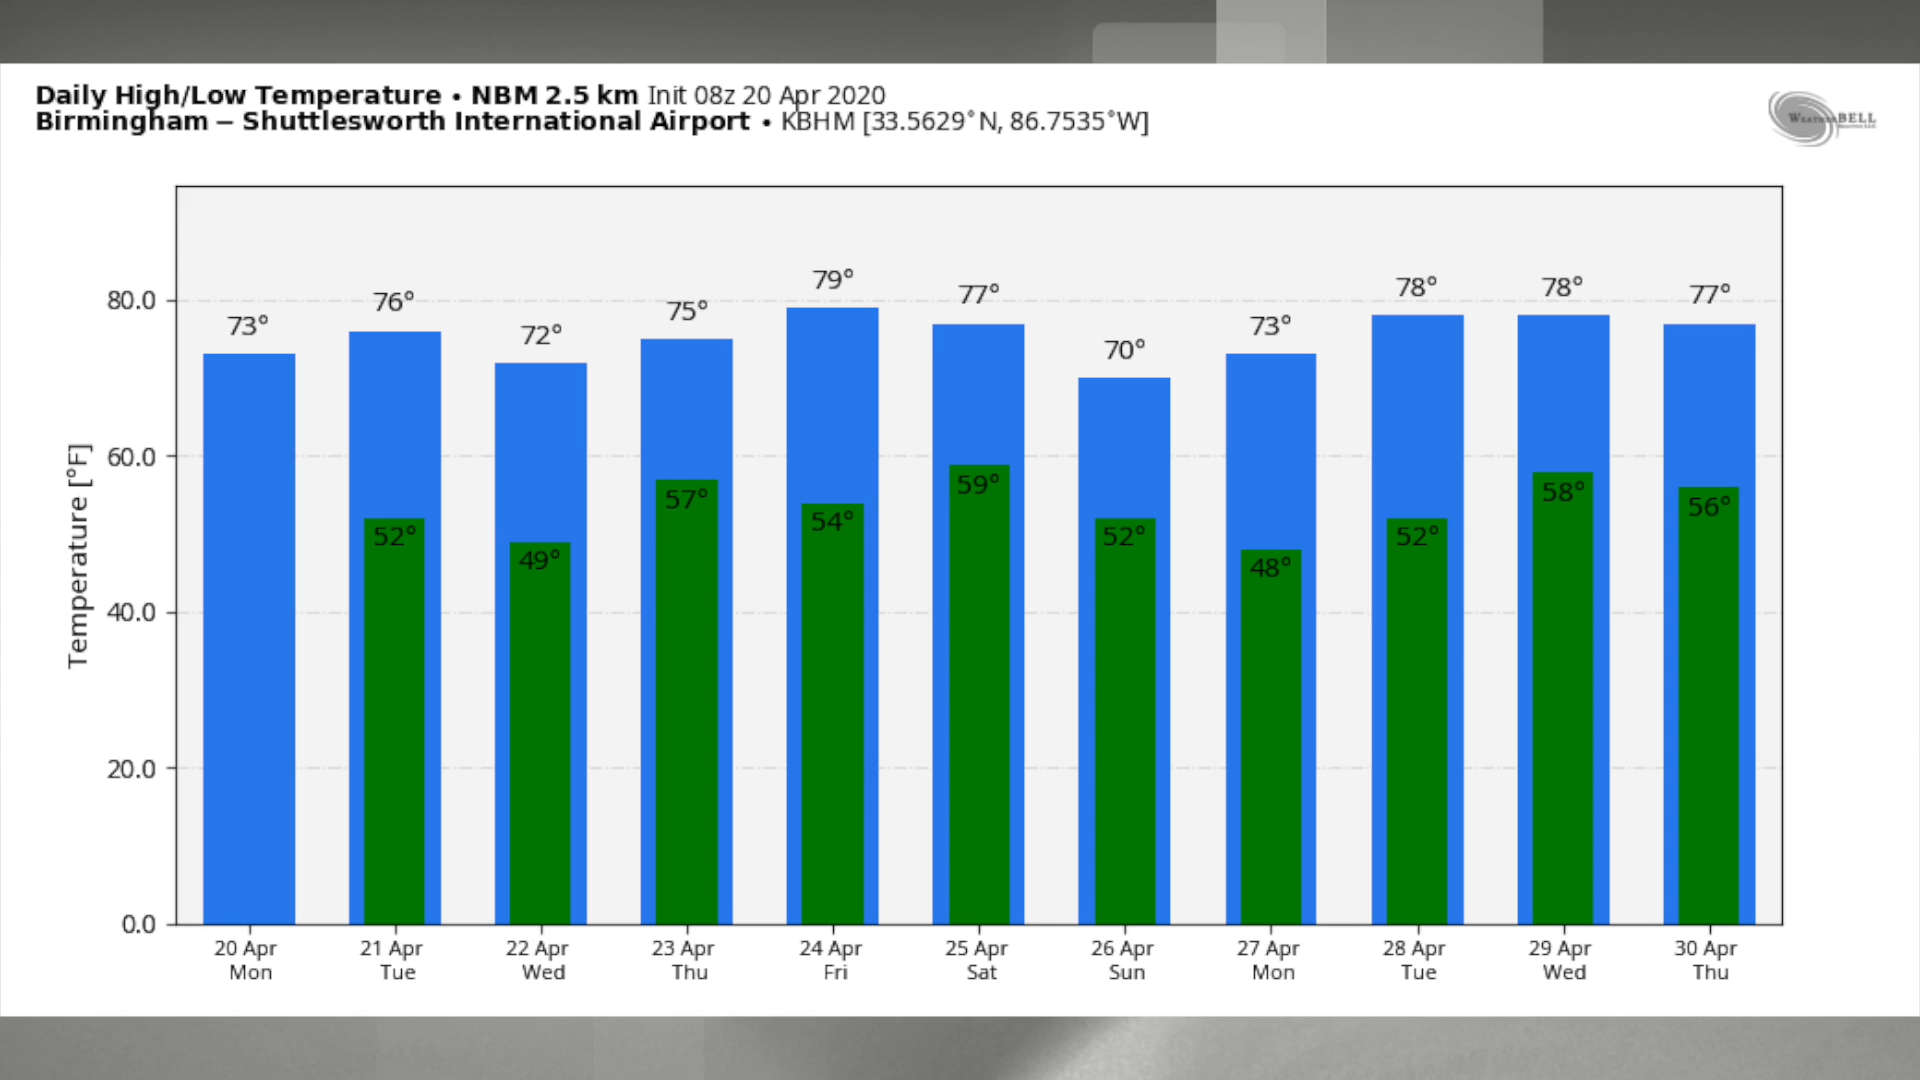 Daily High/Low Temperature • NBM 2.5 km Init 08z 20 Apr 2020
Birmingham – Shuttlesworth International Airport • KBHM [33.5629°N, 86.7535°W]
WEATHERBELL
79°
76° 77° 78° 78° 77°
73° 72° 75° 70° 73°
52° 49° 57° 54° 59° 52° 48° 52° 58° 56°
Temperature [°F]
80.0
60.0
40.0
20.0
0.0
20 Apr 21 Apr 22 Apr 23 Apr 24 Apr 25 Apr 26 Apr 27 Apr 28 Apr 29 Apr 30 Apr
Mon Tue Wed Thu Fri Sat Sun Mon Tue Wed Thu